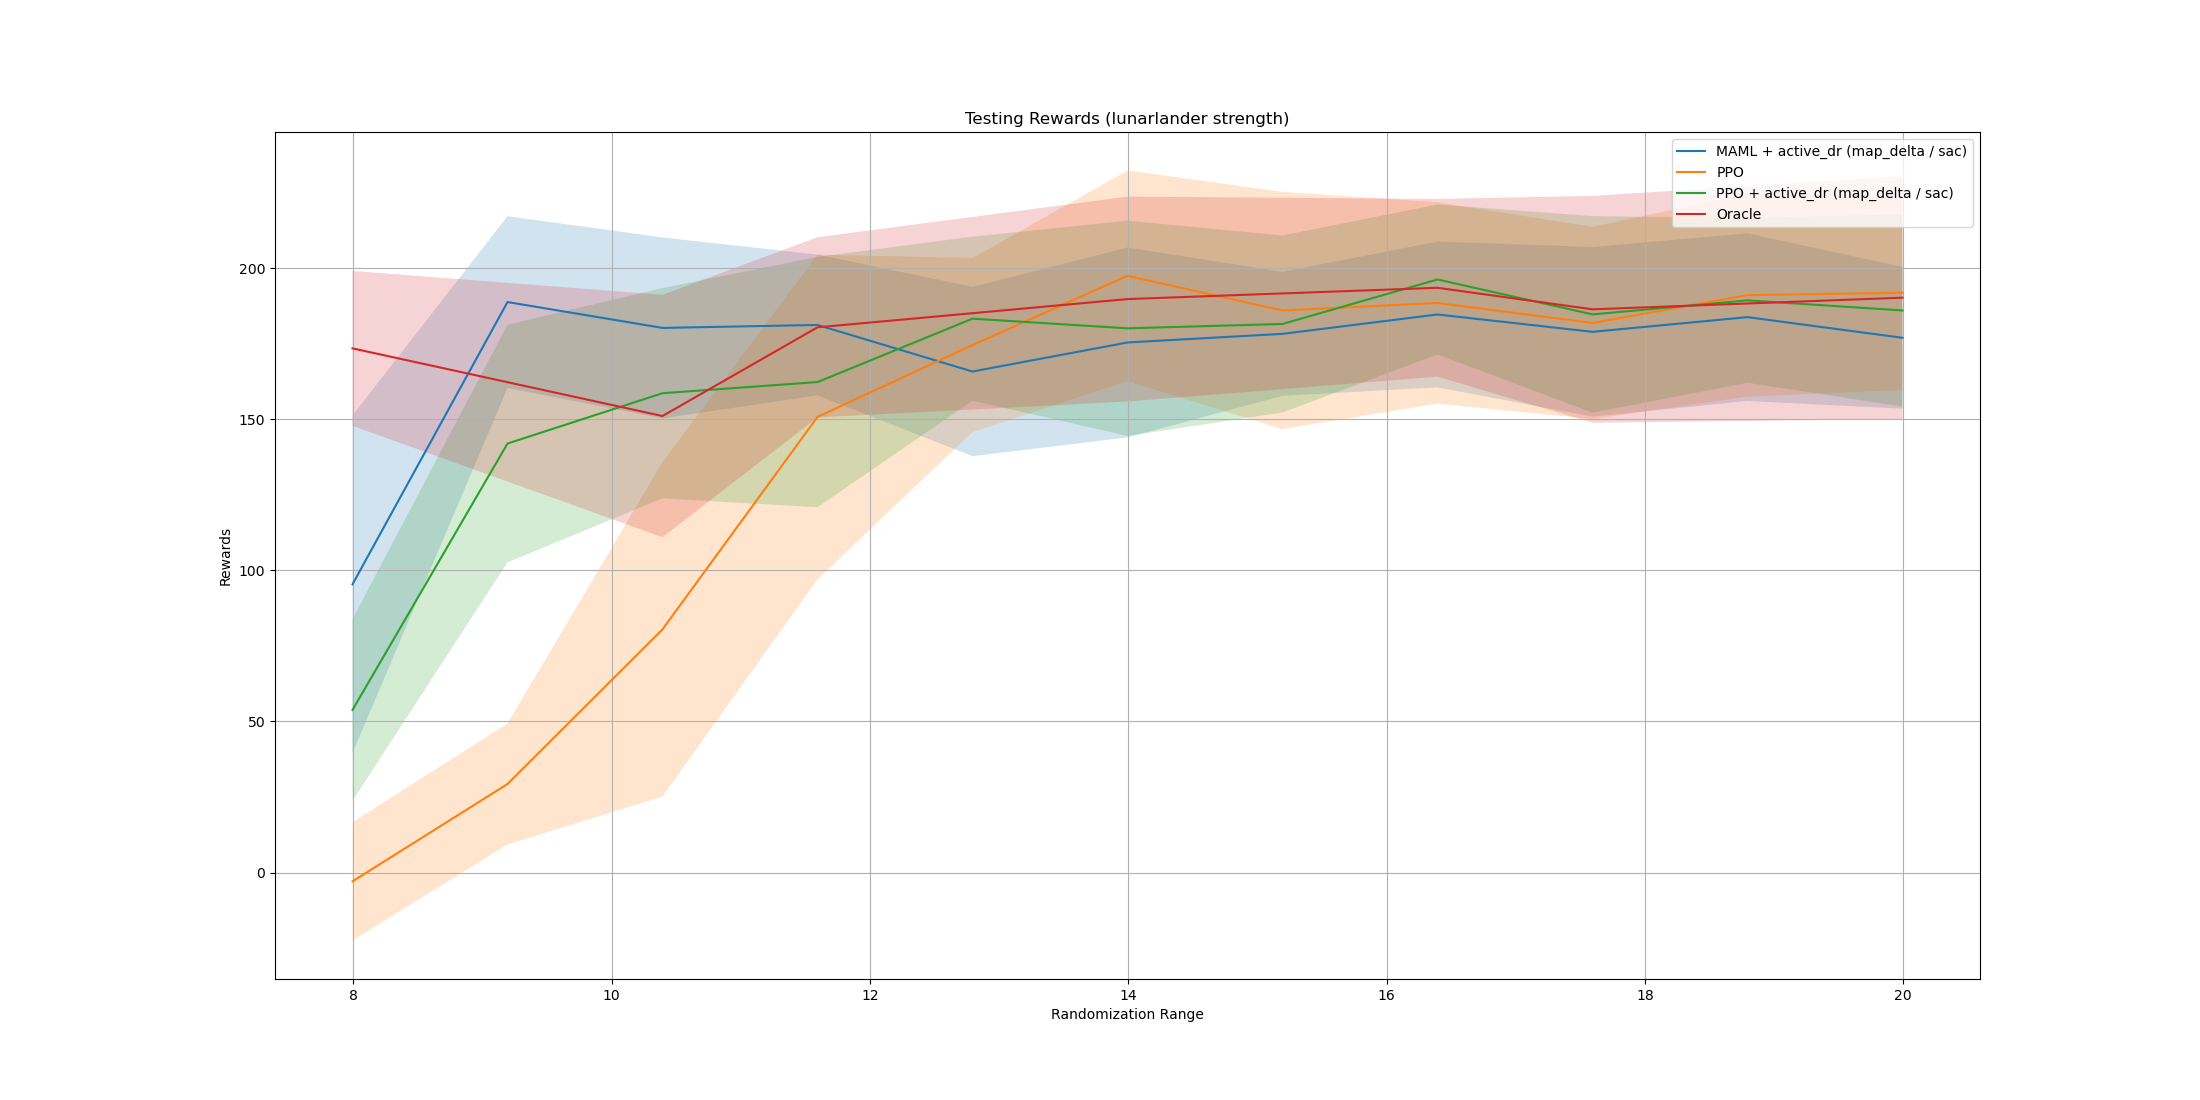 Testing Rewards (lunarlander strength)
MAML + active_dr (map_delta / sac)
PPO
PPO + active_dr (map_delta / sac)
Oracle
200
150
100
50
0
Rewards
8 10 12 14 16 18 20
Randomization Range